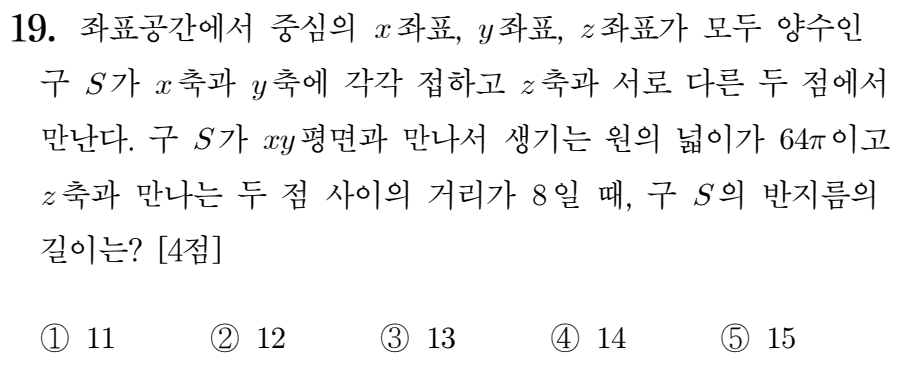 19. 좌표공간에서 중심의 x좌표, y좌표, z좌표가 모두 양수인
구 S가 x축과 y축에 각각 접하고 z축과 서로 다른 두 점에서
만난다. 구 S가 xy평면과 만나서 생기는 원의 넓이가 64π이고
z축과 만나는 두 점 사이의 거리가 8일 때, 구 S의 반지름의
길이는? [4점]
① 11 ② 12 ③ 13 ④ 14 ⑤ 15